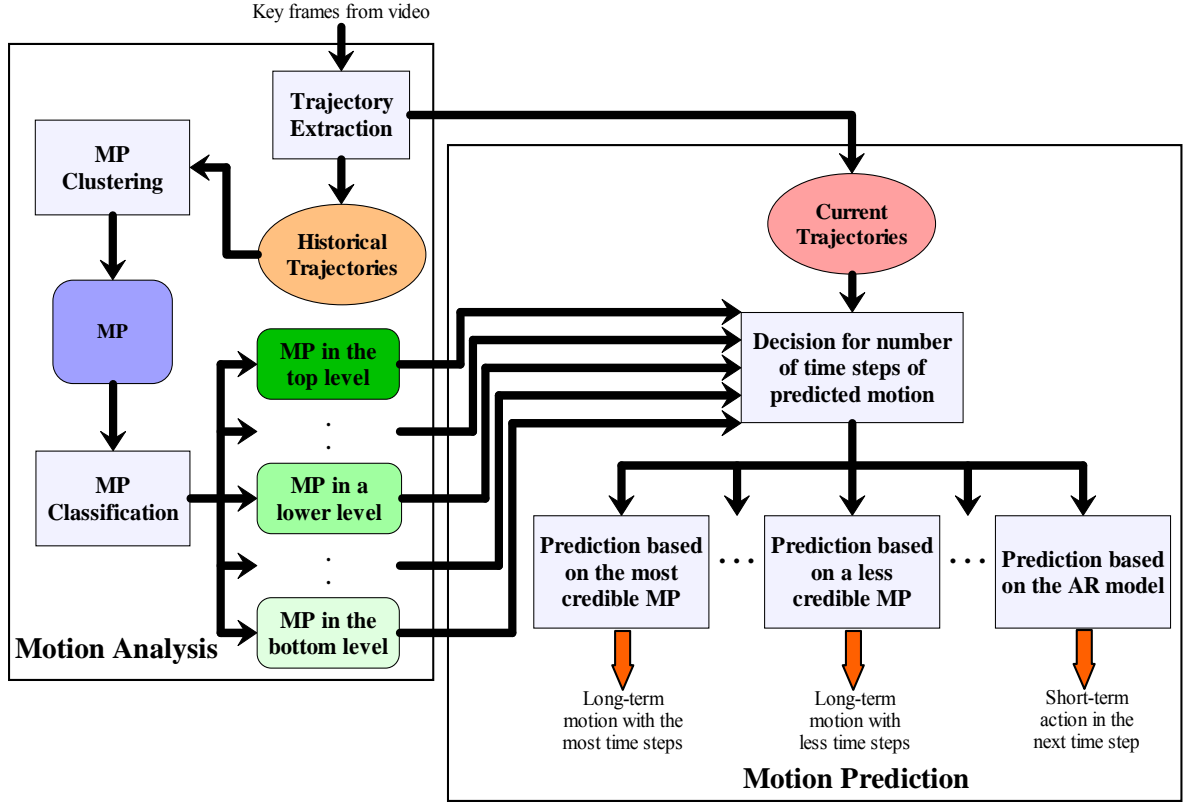 Key frames from video
Trajectory
Extraction
MP
Clustering
Historical
Trajectories
Current
Trajectories
MP
MP in the
top level
Decision for number
of time steps of
predicted motion
MP
Classification
MP in a
lower level
MP in the
bottom level
Motion Analysis
Prediction based
on the most
credible MP
. . .
Prediction based
on a less
credible MP
. . .
Prediction based
on the AR model
Long-term
motion with the
most time steps
Long-term
motion with
less time steps
Short-term
action in the
next time step
Motion Prediction